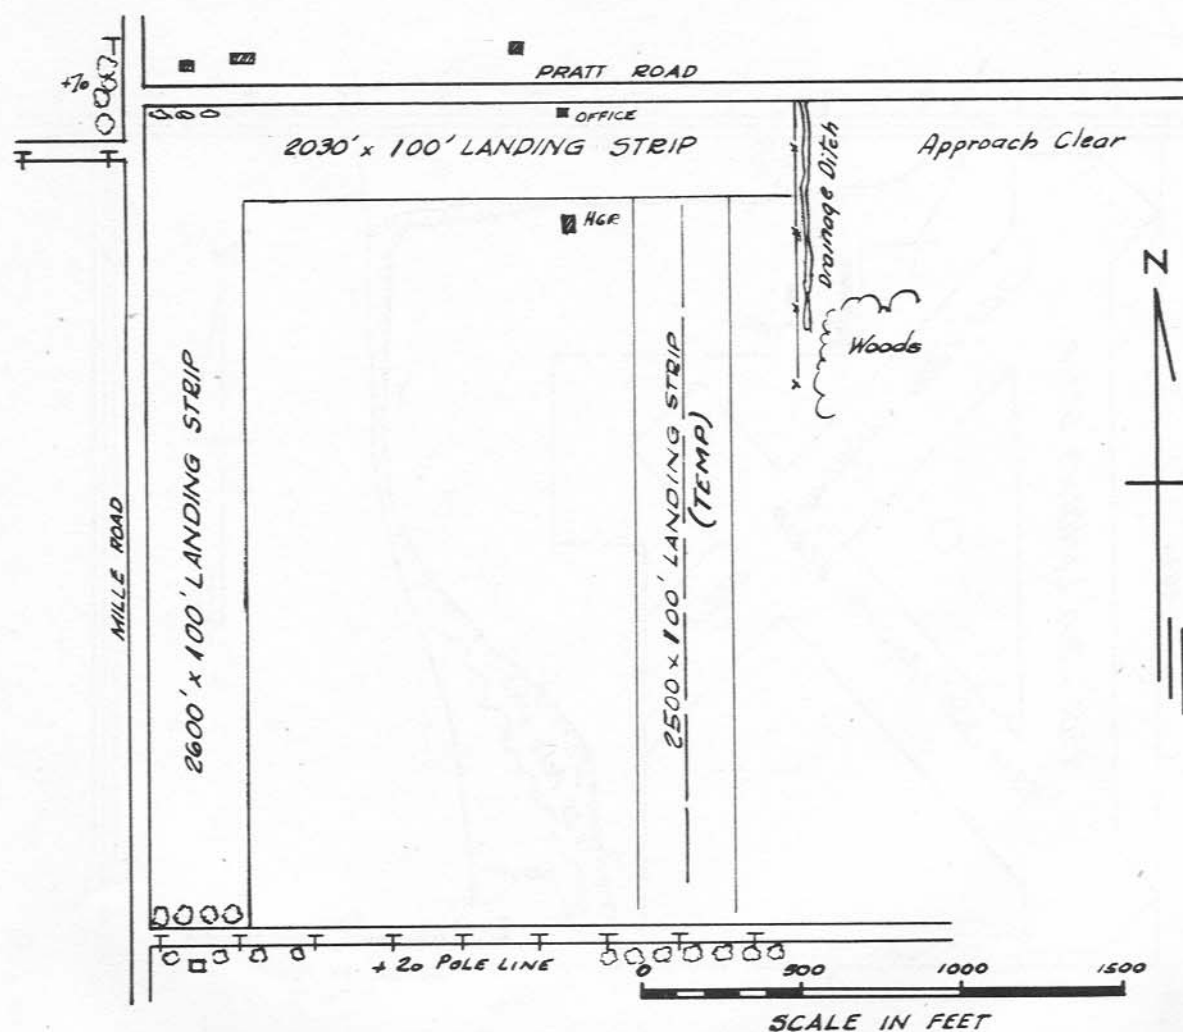 +70
PRATT ROAD
OFFICE
2030' x 100' LANDING STRIP
Approach Clear
Drainage Ditch
HGR
N
Woods
2600' x 100' LANDING STRIP
2500 x 100' LANDING STRIP
(TEMP)
MILLE ROAD
+20 POLE LINE
0 500 1000 1500
SCALE IN FEET